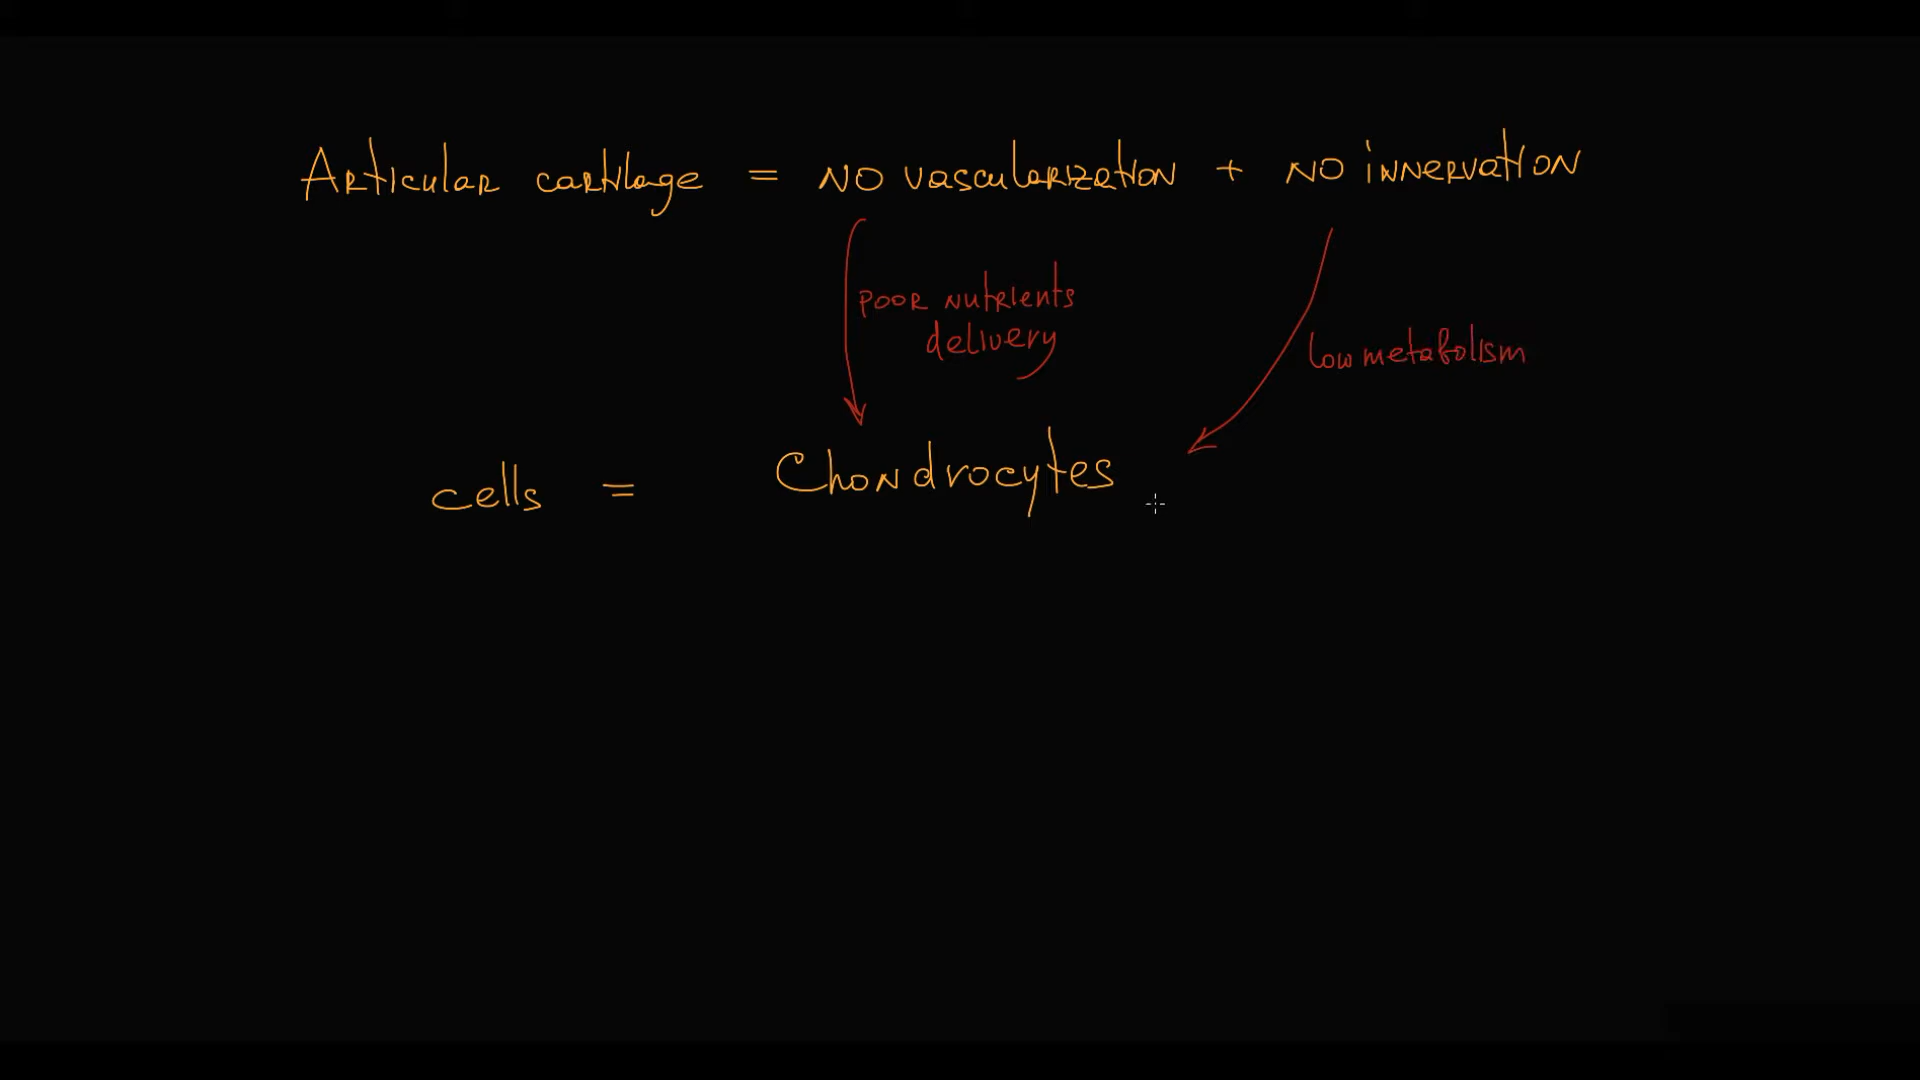 Articular cartilage = NO vascularization + NO innervation
poor nutrients
delivery
low metabolism
cells = Chondrocytes